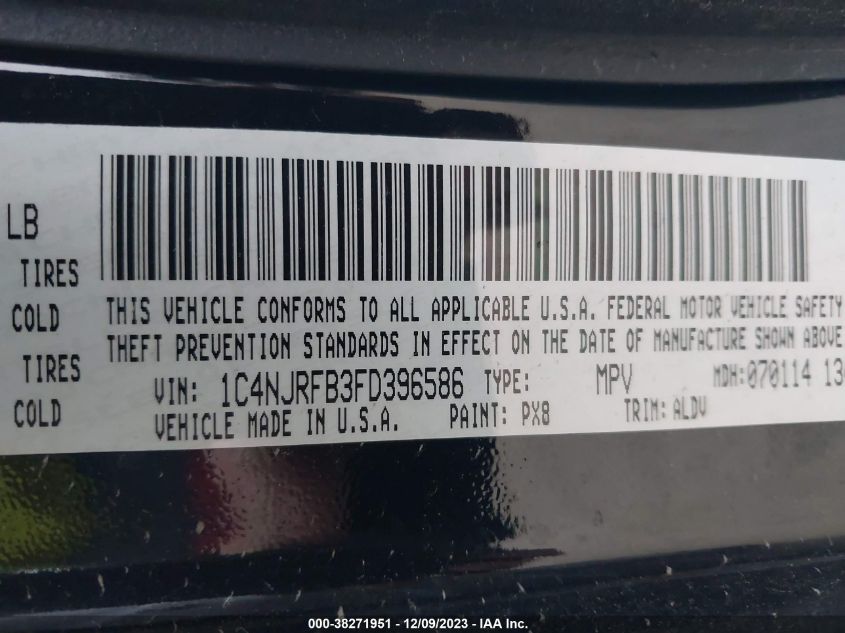 LB
TIRES
COLD
TIRES
COLD
THIS VEHICLE CONFORMS TO ALL APPLICABLE U.S.A. FEDERAL MOTOR VEHICLE SAFETY
THEFT PREVENTION STANDARDS IN EFFECT ON THE DATE OF MANUFACTURE SHOWN ABOVE
VIN: 1C4NJRFB3FD396586 TYPE: MPV MDH:070114 13
VEHICLE MADE IN U.S.A. PAINT: PX8 TRIM: ALDV
000-38271951 - 12/09/2023 - IAA Inc.